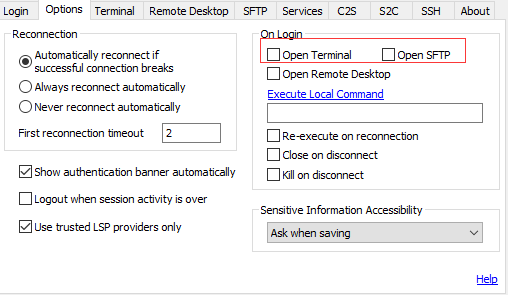 Login Options Terminal Remote Desktop SFTP Services C2S S2C SSH About
Reconnection
Automatically reconnect if
successful connection breaks
Always reconnect automatically
Never reconnect automatically
First reconnection timeout 2
Show authentication banner automatically
Logout when session activity is over
Use trusted LSP providers only
On Login
Open Terminal Open SFTP
Open Remote Desktop
Execute Local Command
Re-execute on reconnection
Close on disconnect
Kill on disconnect
Sensitive Information Accessibility
Ask when saving
Help